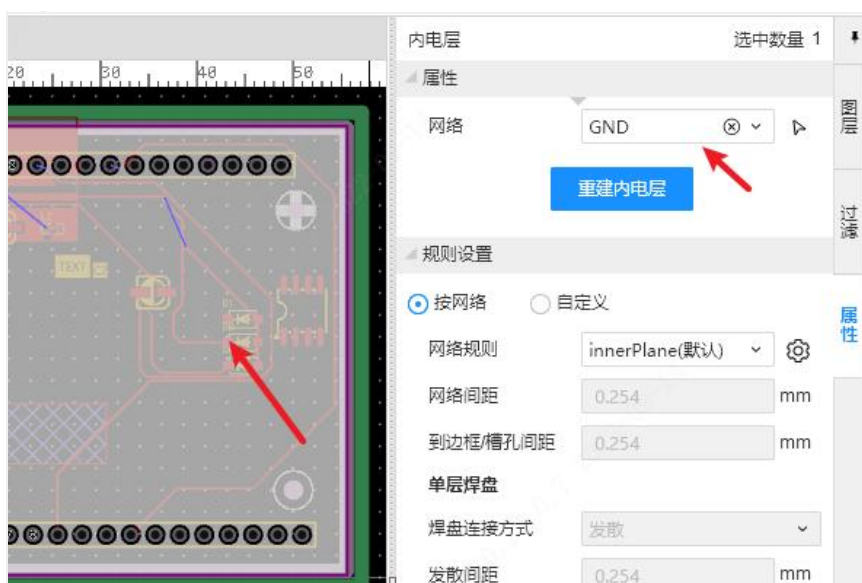 内电层 选中数量 1
20 30 40 50
属性
图层
网络 GND
重建内电层
过滤
规则设置
按网络 自定义
属性
网络规则 innerPlane(默认)
TEXT
网络间距 0.254 mm
到边框/槽孔间距 0.254 mm
单层焊盘
焊盘连接方式 发散
发散间距 0.254 mm